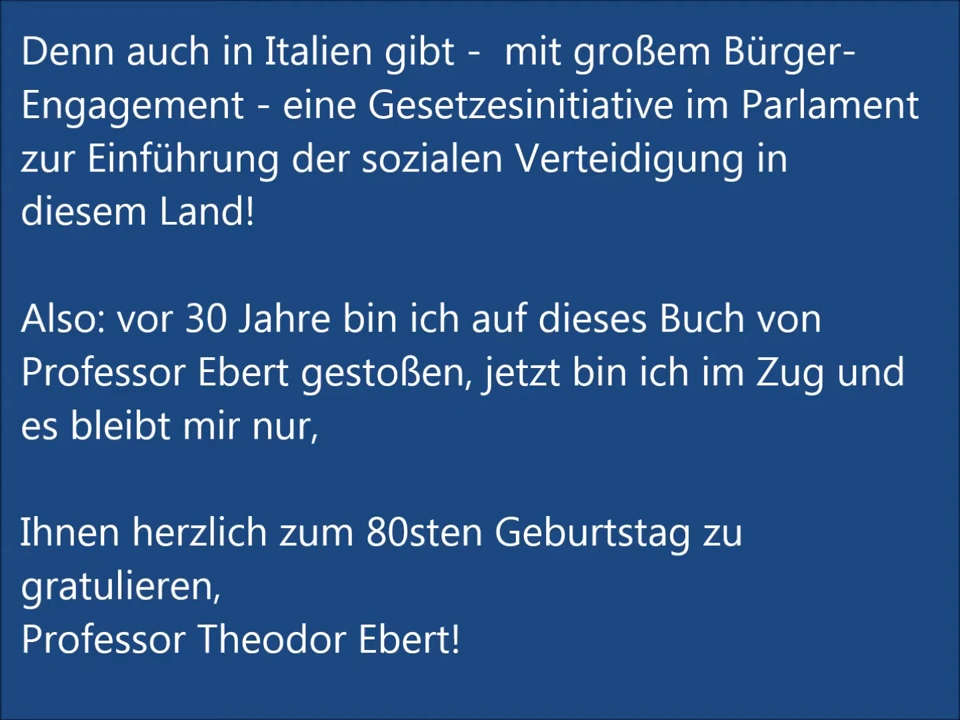 Denn auch in Italien gibt -  mit großem Bürger-
Engagement - eine Gesetzesinitiative im Parlament
zur Einführung der sozialen Verteidigung in
diesem Land!
Also: vor 30 Jahre bin ich auf dieses Buch von
Professor Ebert gestoßen, jetzt bin ich im Zug und
es bleibt mir nur,
Ihnen herzlich zum 80sten Geburtstag zu
gratulieren,
Professor Theodor Ebert!